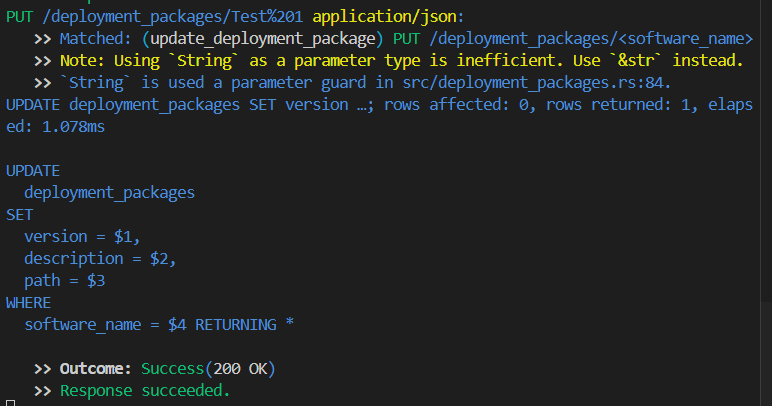 PUT /deployment_packages/Test%201 application/json:
>> Matched: (update_deployment_package) PUT /deployment_packages/<software_name>
>> Note: Using `String` as a parameter type is inefficient. Use `&str` instead.
>> `String` is used a parameter guard in src/deployment_packages.rs:84.
UPDATE deployment_packages SET version …; rows affected: 0, rows returned: 1, elaps
ed: 1.078ms
UPDATE
deployment_packages
SET
version = $1,
description = $2,
path = $3
WHERE
software_name = $4 RETURNING *
>> Outcome: Success(200 OK)
>> Response succeeded.